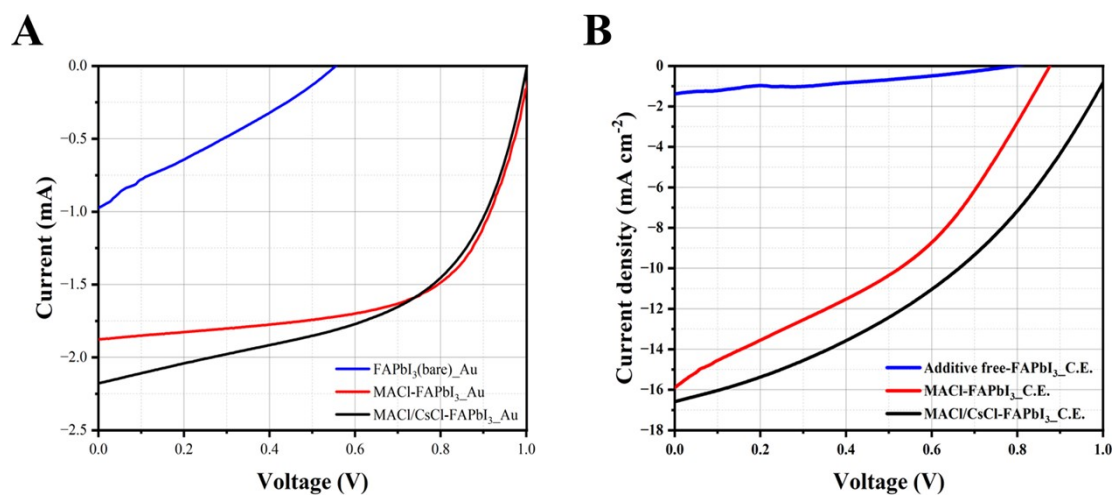 A
0.0
−0.5
−1.0
−1.5
−2.0
−2.5
Current (mA)
FAPbI₃(bare)_Au
MACl-FAPbI₃_Au
MACl/CsCl-FAPbI₃_Au
0.0 0.2 0.4 0.6 0.8 1.0
Voltage (V)
B
0
−2
−4
−6
−8
−10
−12
−14
−16
−18
Current density (mA cm⁻²)
Additive free-FAPbI₃_C.E.
MACl-FAPbI₃_C.E.
MACl/CsCl-FAPbI₃_C.E.
0.0 0.2 0.4 0.6 0.8 1.0
Voltage (V)